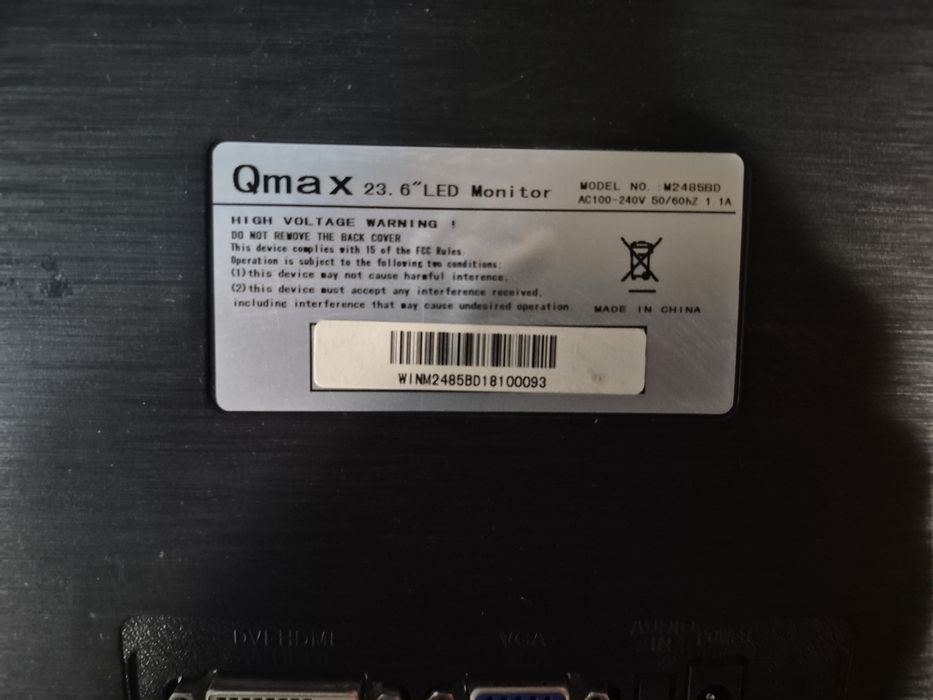 Qmax 23.6"LED Monitor
MODEL NO. :M2485BD
AC100-240V 50/60hZ 1.1A
HIGH VOLTAGE WARNING !
DO NOT REMOVE THE BACK COVER
This device complies with 15 of the FCC Rules.
Operation is subject to the following two conditions:
(1)this device may not cause harmful interence.
(2)this device must accept any interference received,
including interference that may cause undesired operation.
MADE IN CHINA
WINM2485BD18100093
DVI-HDMI
VGA
AUDIO
IN
POWER